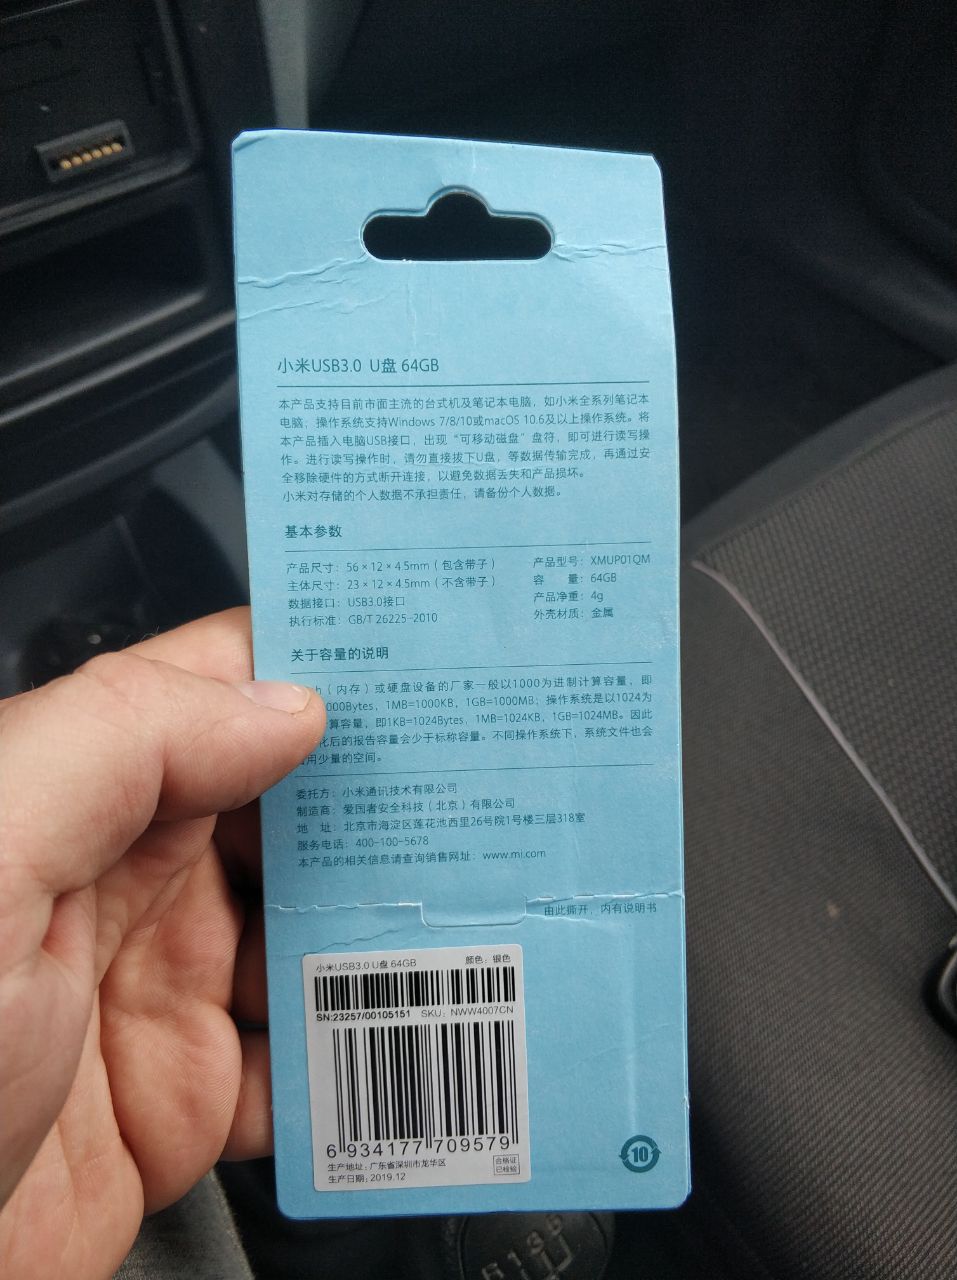 小米USB3.0 U盘 64GB
本产品支持目前市面主流的台式机及笔记本电脑，如小米全系列笔记本
电脑；操作系统支持Windows 7/8/10或macOS 10.6及以上操作系统。将
本产品插入电脑USB接口，出现“可移动磁盘”盘符，即可进行读写操
作。进行读写操作时，请勿直接拔下U盘，等数据传输完成，再通过安
全移除硬件的方式断开连接，以避免数据丢失和产品损坏。
小米对存储的个人数据不承担责任，请备份个人数据。
基本参数
产品尺寸：56×12×4.5mm（包含带子） 产品型号：XMUP01QM
主体尺寸：23×12×4.5mm（不含带子） 容 量：64GB
数据接口：USB3.0接口 产品净重：4g
执行标准：GB/T 26225-2010 外壳材质：金属
关于容量的说明
h（内存）或硬盘设备的厂家一般以1000为进制计算容量，即
000Bytes，1MB=1000KB，1GB=1000MB；操作系统是以1024为
算容量，即1KB=1024Bytes，1MB=1024KB，1GB=1024MB。因此
化后的报告容量会少于标称容量。不同操作系统下，系统文件也会
用少量的空间。
委托方：小米通讯技术有限公司
制造商：爱国者安全科技（北京）有限公司
地 址：北京市海淀区莲花池西里26号院1号楼三层318室
服务电话：400-100-5678
本产品的相关信息请查询销售网址：www.mi.com
由此撕开，内有说明书
小米USB3.0 U盘 64GB 颜色：银色
SN:23257/00105151 SKU：NWW4007CN
6 934177 709579
生产地址：广东省深圳市龙华区
生产日期：2019.12
合格证
已检验
10